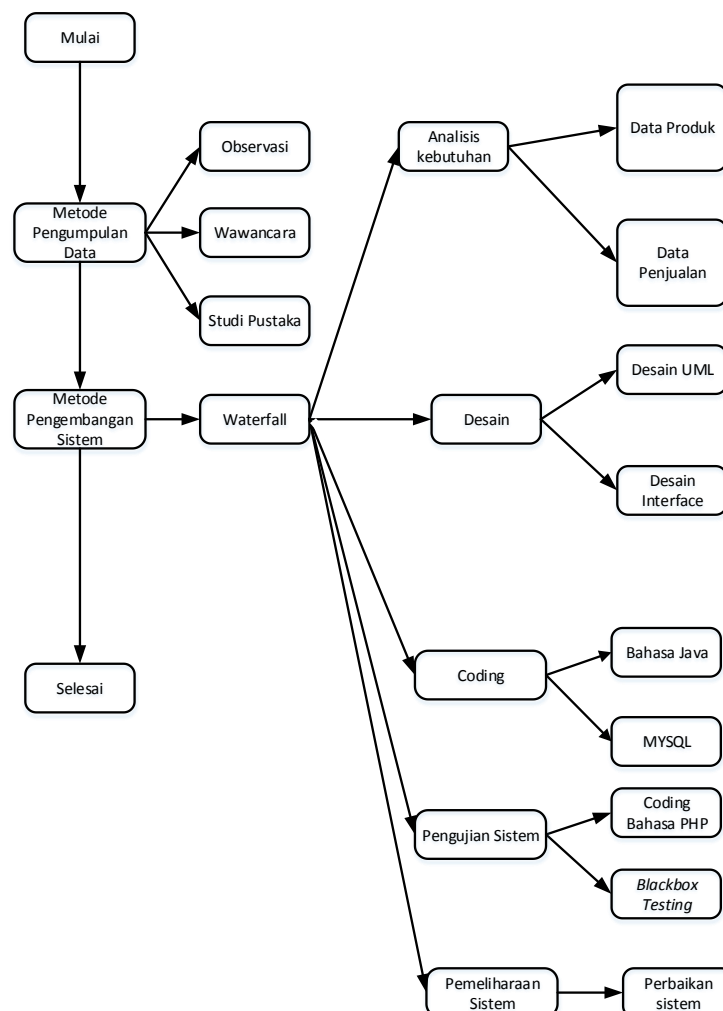 Mulai
Metode
Pengumpulan
Data
Observasi
Wawancara
Studi Pustaka
Metode
Pengembangan
Sistem
Waterfall
Selesai
Analisis
kebutuhan
Data Produk
Data
Penjualan
Desain
Desain UML
Desain
Interface
Coding
Bahasa Java
MYSQL
Pengujian Sistem
Coding
Bahasa PHP
Blackbox
Testing
Pemeliharaan
Sistem
Perbaikan
sistem